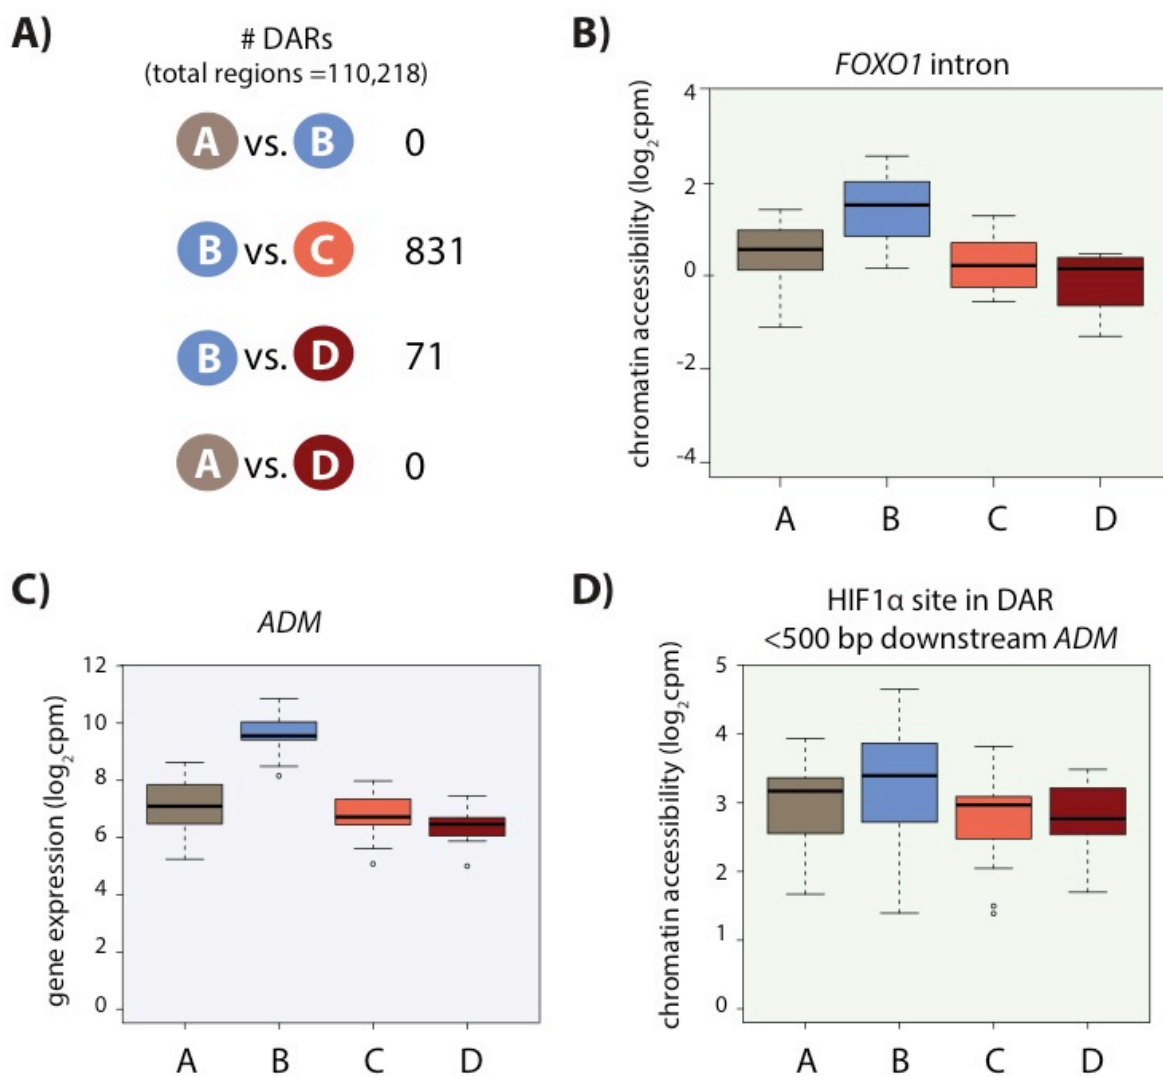 A)
# DARs
(total regions =110,218)
A vs. B 0
B vs. C 831
B vs. D 71
A vs. D 0
B)
FOXO1 intron
chromatin accessibility (log2cpm)
4
2
0
-2
-4
A B C D
C)
ADM
gene expression (log2cpm)
12
10
8
6
4
2
0
A B C D
D)
HIF1α site in DAR
<500 bp downstream ADM
chromatin accessibility (log2cpm)
5
4
3
2
1
0
A B C D